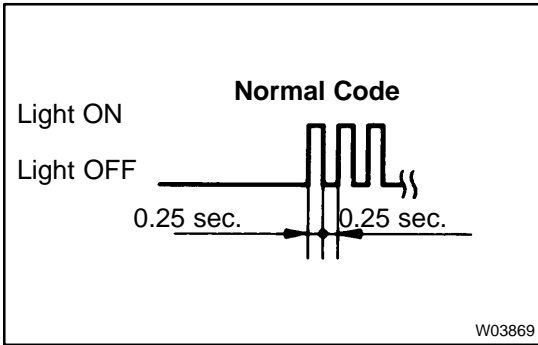 Normal Code
Light ON
Light OFF
0.25 sec.
0.25 sec.
W03869